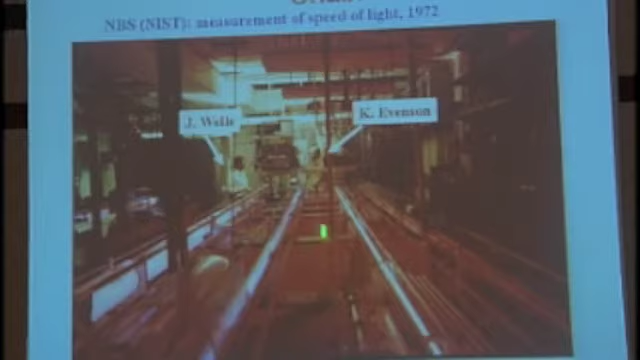 NBS (NIST): measurement of speed of light, 1972
J. Wells
K. Evenson